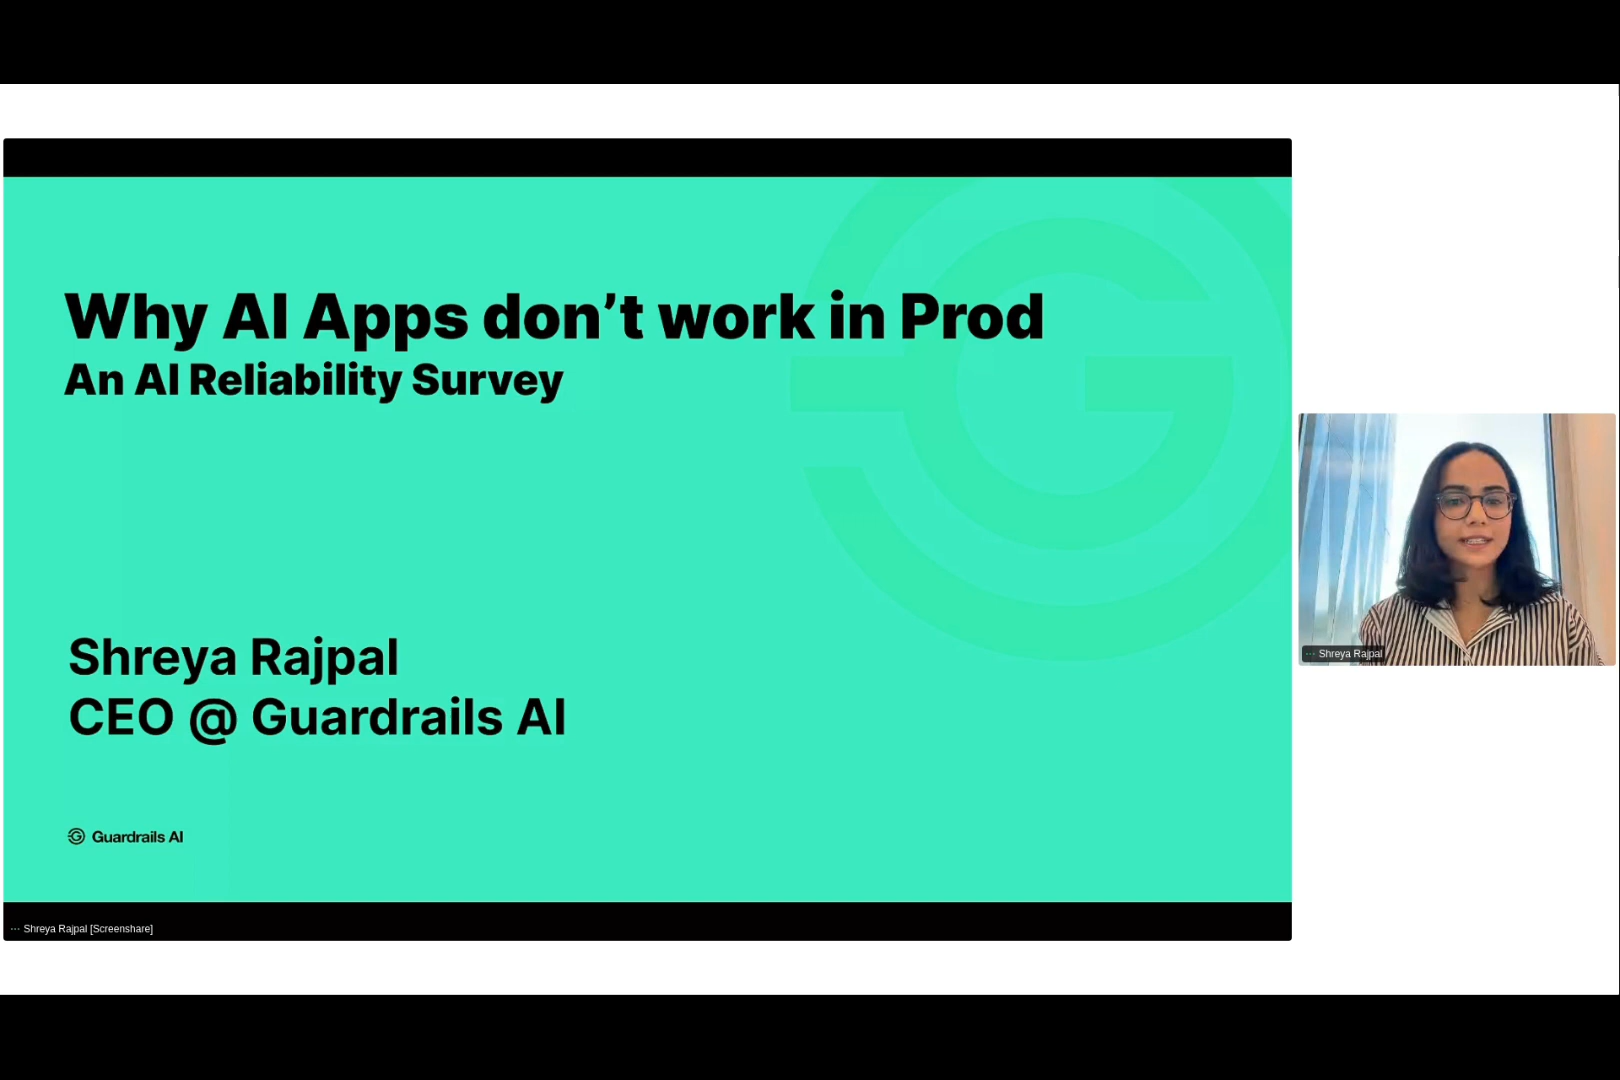 Why AI Apps don’t work in Prod
An AI Reliability Survey
Shreya Rajpal
CEO @ Guardrails AI
Guardrails AI
··· Shreya Rajpal [Screenshare]
··· Shreya Rajpal